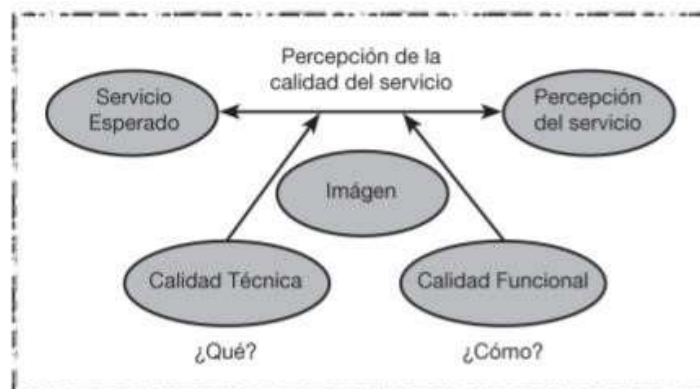 Percepción de la
calidad del servicio
Servicio
Esperado
Percepción
del servicio
Imágen
Calidad Técnica
Calidad Funcional
¿Qué?
¿Cómo?